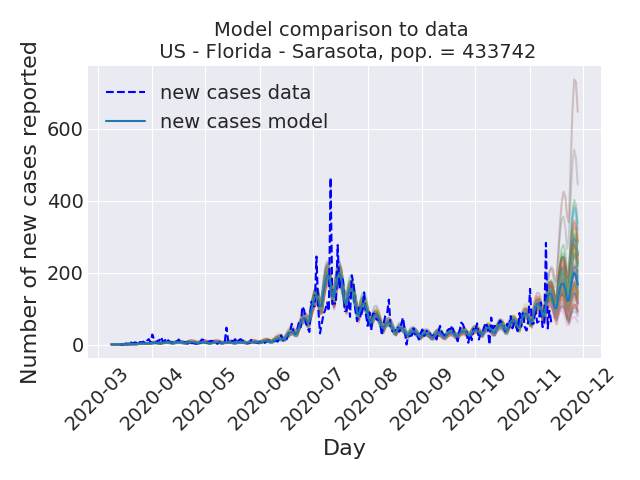 Model comparison to data
US - Florida - Sarasota, pop. = 433742
Number of new cases reported
new cases data
new cases model
600
400
200
0
2020-03
2020-04
2020-05
2020-06
2020-07
2020-08
2020-09
2020-10
2020-11
2020-12
Day